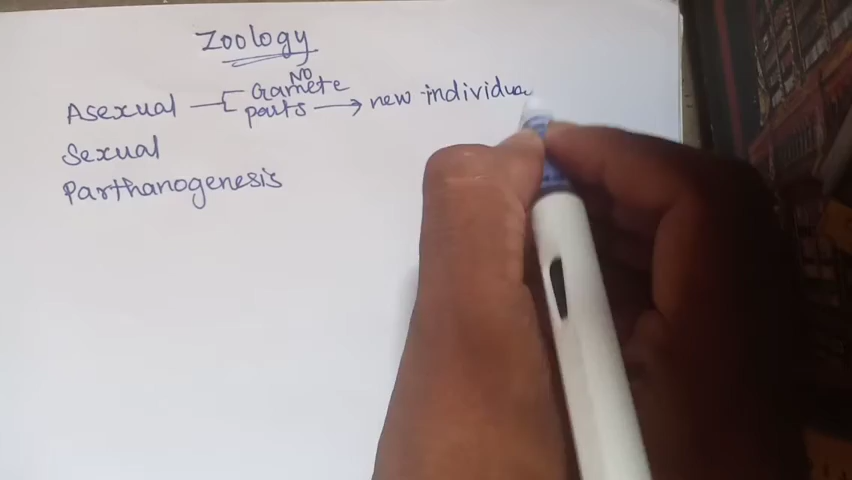 Zoology
NO
Asexual Gamete
parts → new individua
Sexual
Parthanogenesis